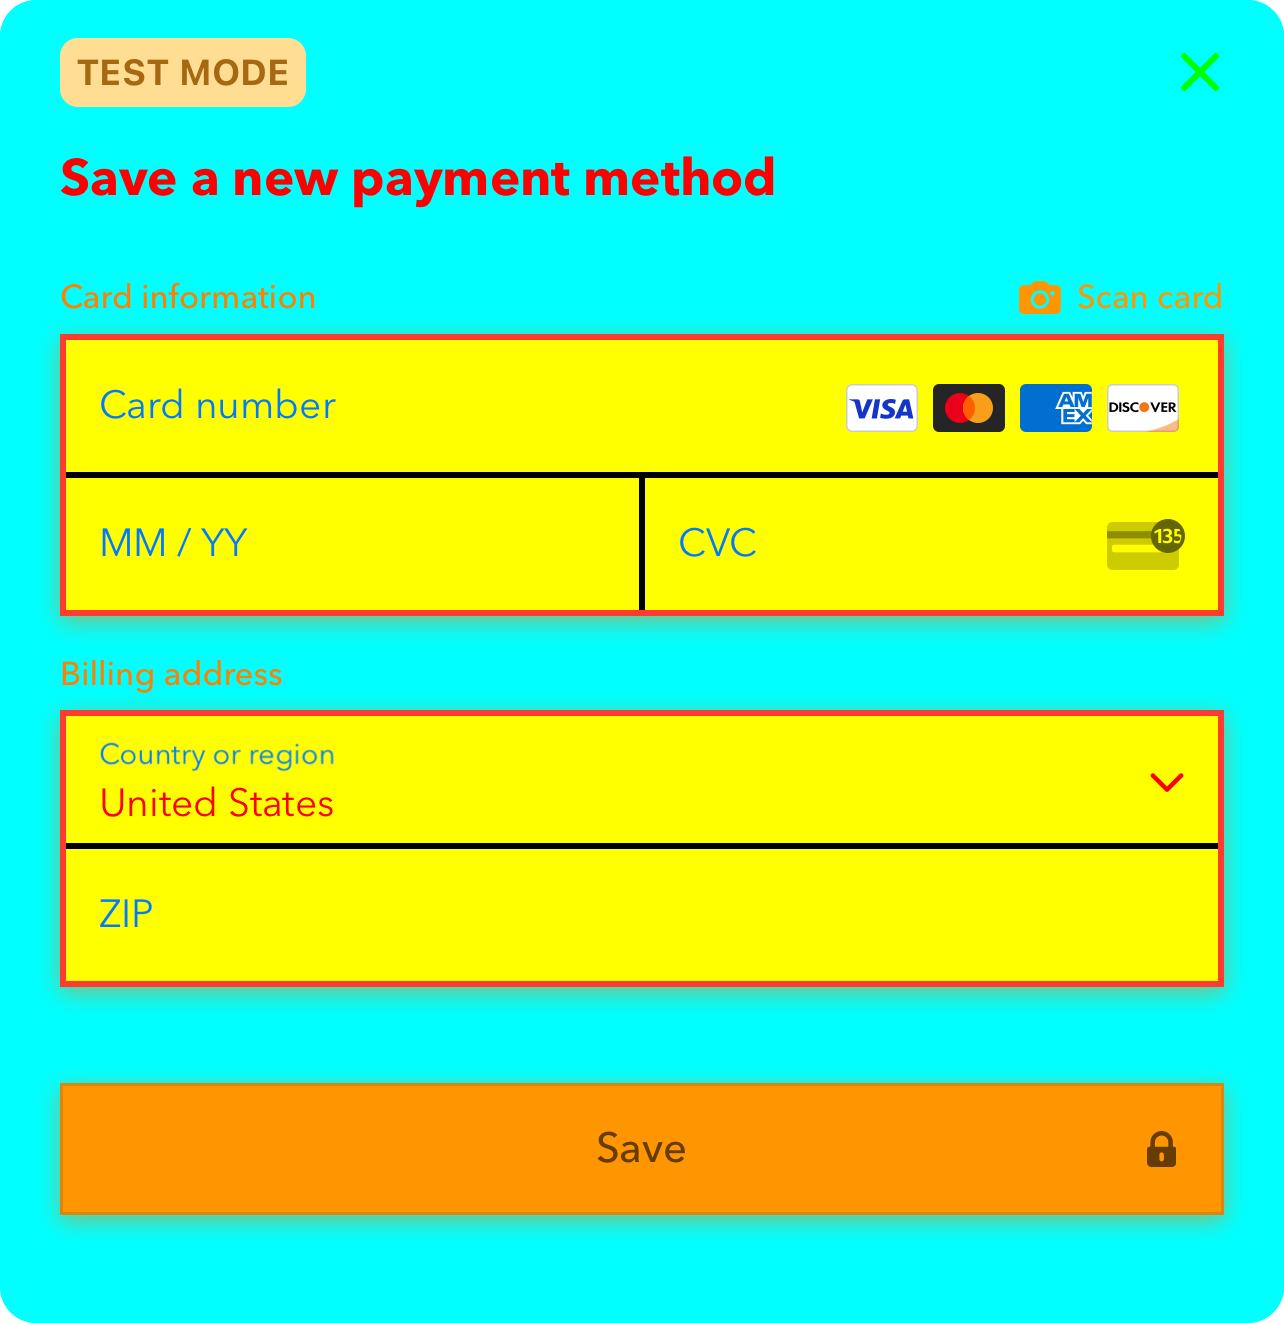 TEST MODE
Save a new payment method
Card information
Scan card
Card number
VISA
AM
EX
DISCOVER
MM / YY
CVC
135
Billing address
Country or region
United States
ZIP
Save